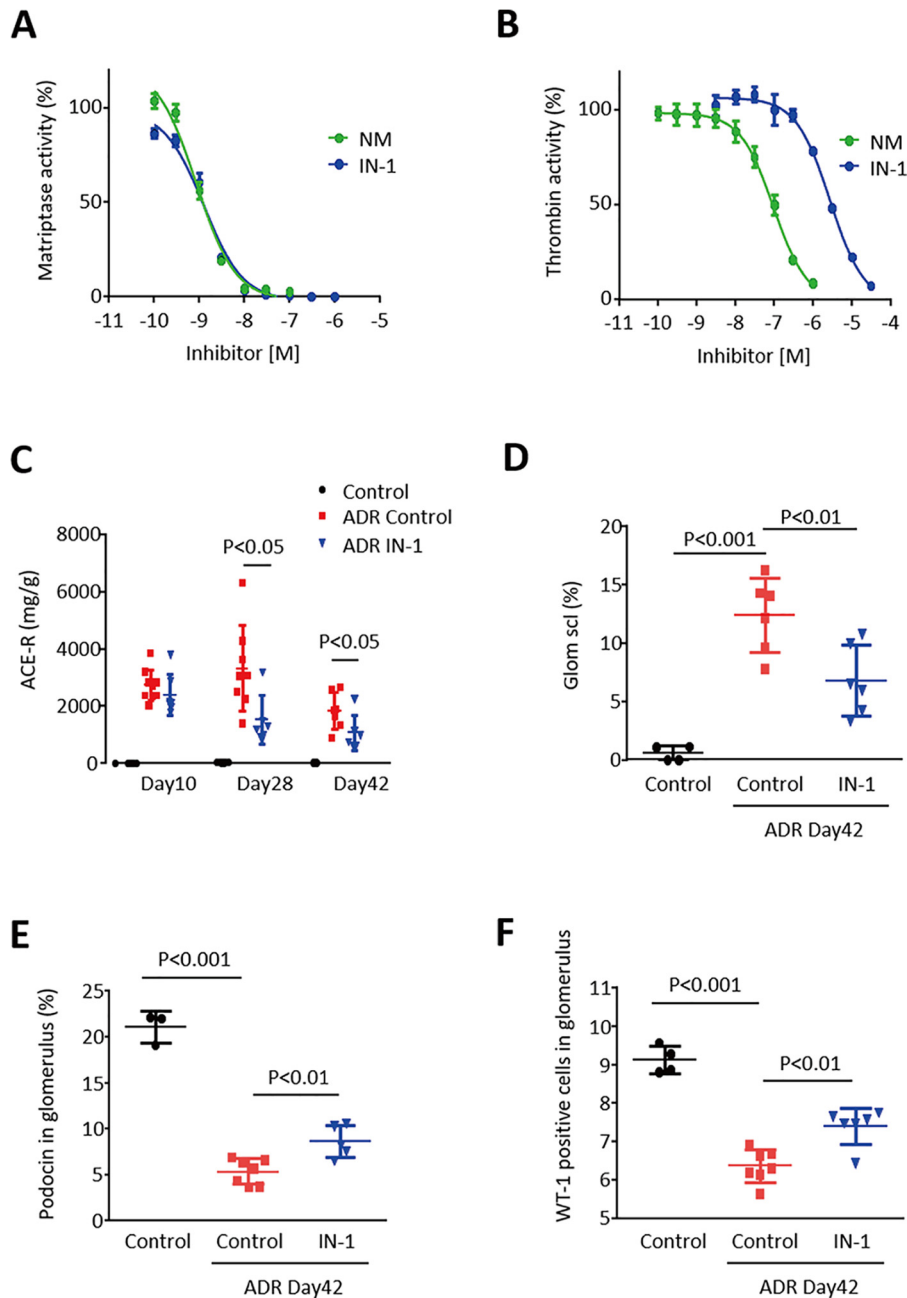 A
Matriptase activity (%)
100
50
0
-11 -10 -9 -8 -7 -6 -5
Inhibitor [M]
NM
IN-1
B
Thrombin activity (%)
100
50
0
-11 -10 -9 -8 -7 -6 -5 -4
Inhibitor [M]
NM
IN-1
C
Control
ADR Control
ADR IN-1
ACE-R (mg/g)
8000
6000
4000
2000
0
P<0.05
P<0.05
Day10 Day28 Day42
D
Glom scl (%)
20
15
10
5
0
P<0.001
P<0.01
Control Control IN-1
ADR Day42
E
Podocin in glomerulus (%)
25
20
15
10
5
0
P<0.001
P<0.01
Control Control IN-1
ADR Day42
F
WT-1 positive cells in glomerulus
11
10
9
8
7
6
5
P<0.001
P<0.01
Control Control IN-1
ADR Day42